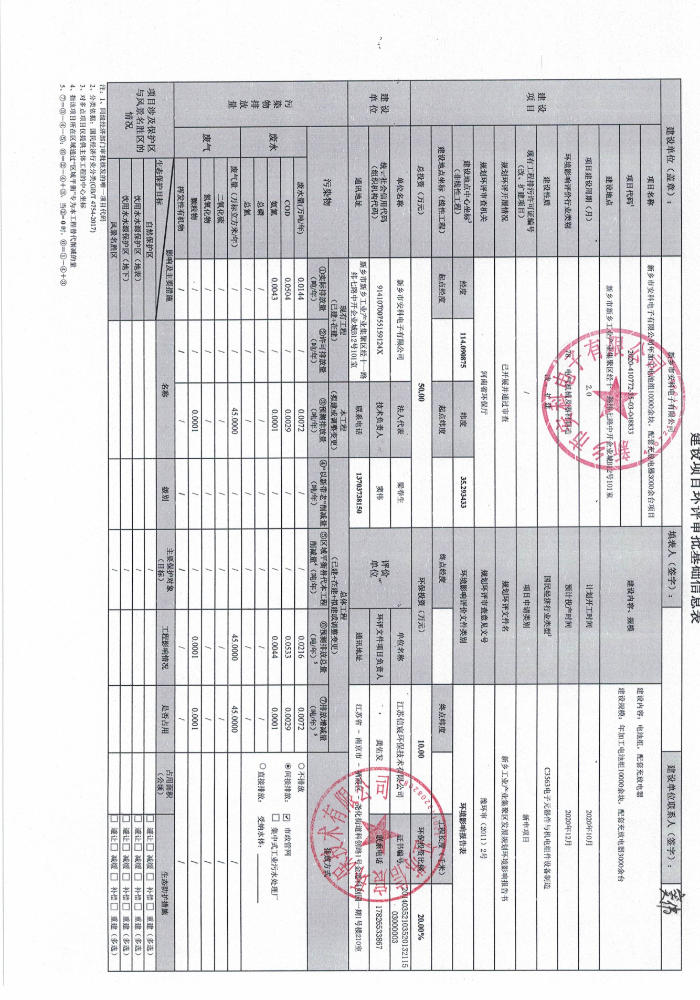 建设项目环评审批基础信息表
建设单位（盖章）：
新乡市安科电子有限公司
填表人（签字）：
建设单位联系人（签字）：
窦伟
建设
项目
项目名称
新乡市安科电子有限公司年加工电池组10000余块，配套充放电器3000余台项目
建设内容、规模
建设内容：电池组，配套充放电器
建设规模：年加工电池组10000余块，配套充放电器3000余台
项目代码¹
2020-410772-35-03-048833
建设地点
新乡市新乡工业产业集聚区经十一路纬七路中开企业城B12号101室
项目建设周期（月）
2.0
计划开工时间
2020年10月
环境影响评价行业类别
78 电气机械及器材制造
预计投产时间
2020年12月
建设性质
改、扩建
国民经济行业类型²
C3563电子元器件与机电组件设备制造
现有工程排污许可证编号
（改、扩建项目）
/
项目申请类别
新申项目
规划环评开展情况
已开展并通过审查
规划环评文件名
新乡工业产业集聚区发展规划环境影响报告书
规划环评审查机关
河南省环保厅
规划环评审查意见文号
豫环审（2011）2号
建设地点中心坐标³
（非线性工程）
经度
114.090875
纬度
35.293433
环境影响评价文件类别
环境影响报告表
建设地点坐标（线性工程）
起点经度
起点纬度
终点经度
终点纬度
工程长度（千米）
总投资（万元）
50.00
环保投资（万元）
10.00
环保投资比例
20.00%
建设
单位
单位名称
新乡市安科电子有限公司
法人代表
梁春生
评价
单位
单位名称
江苏信宸环保技术有限公司
证书编号
2014035210352013211503000003
统一社会信用代码
（组织机构代码）
91410700755159124X
技术负责人
窦伟
环评文件项目负责人
龚佑发
联系电话
17826533867
通讯地址
新乡市新乡工业产业集聚区经十一路
纬七路中开企业城B12号101室
联系电话
13703738150
通讯地址
江苏省 - 南京市 - 栖霞区 - 尧化街道科创路1号金港科创园一期1号楼210室
污染物排放量
污染物
现有工程
（已建+在建）
本工程
（拟建或调整变更）
总体工程
（已建+在建+拟建或调整变更）
排放方式
①实际排放量
（吨/年）
②许可排放量
（吨/年）
③预测排放量
（吨/年）
④“以新带老”削减量
（吨/年）
⑤区域平衡替代本工程
削减量⁴（吨/年）
⑥预测排放总量
（吨/年）⁵
⑦排放增减量
（吨/年）⁵
废水
废水量(万吨/年) 0.0144 / 0.0072 / / 0.0216 0.0072
COD 0.0504 / 0.0029 / / 0.0533 0.0029
氨氮 0.0043 / 0.0001 / / 0.0044 0.0001
总磷 / / / / / / /
总氮 / / / / / / /
○不排放
◉间接排放： ☑ 市政管网
□ 集中式工业污水处理厂
○直接排放： 受纳水体：
废气
废气量（万标立方米/年） / / 45.0000 / / 45.0000 45.0000 /
二氧化硫 / / / / / / / /
氮氧化物 / / / / / / / /
颗粒物 / / 0.0001 / / 0.0001 0.0001 /
挥发性有机物 / / / / / / / /
项目涉及保护区
与风景名胜区的
情况
影响及主要措施
生态保护目标
名称
级别
主要保护对象
（目标）
工程影响情况
是否占用
占用面积
（公顷）
生态防护措施
自然保护区 / □ 避让□ 减缓 □ 补偿□ 重建（多选）
饮用水水源保护区（地表） / □ 避让□ 减缓 □ 补偿□ 重建（多选）
饮用水水源保护区（地下） / □ 避让□ 减缓 □ 补偿□ 重建（多选）
风景名胜区 / □ 避让□ 减缓 □ 补偿□ 重建（多选）
注：1、同级经济部门审批核发的唯一项目代码
2、分类依据：国民经济行业分类(GB/T 4754-2017)
3、对多点项目仅提供主体工程的中心坐标
4、指该项目所在区域通过“区域平衡”专为本工程替代削减的量
5、⑦=③-④-⑤；⑥=②-④+③，当②=0时，⑥=①-④+③